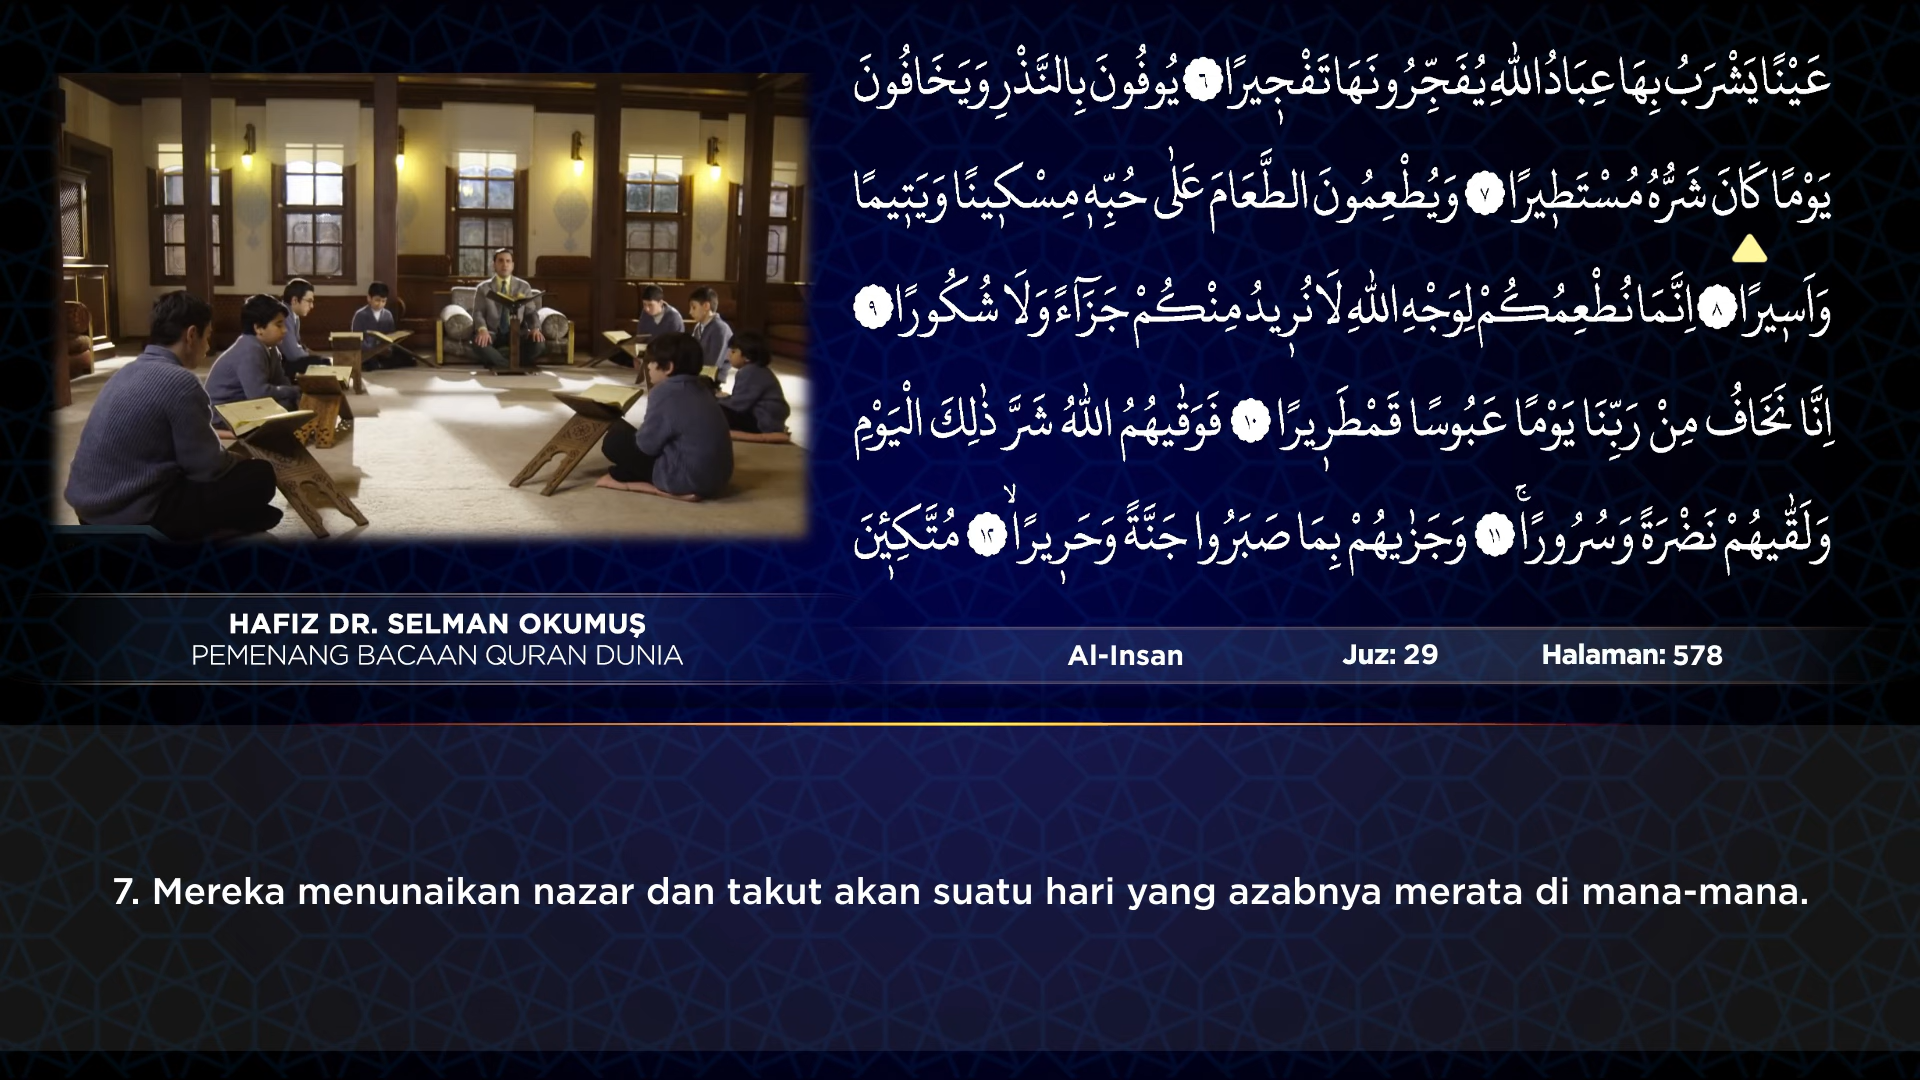 عَيْنًا يَشْرَبُ بِهَا عِبَادُ اللّٰهِ يُفَجِّرُونَهَا تَفْجِيرًا ٦ يُوفُونَ بِالنَّذْرِ وَيَخَافُونَ
يَوْمًا كَانَ شَرُّهُ مُسْتَطِيرًا ٧ وَيُطْعِمُونَ الطَّعَامَ عَلٰى حُبِّهٖ مِسْكِينًا وَيَتِيمًا
وَاَسِيرًا ٨ اِنَّمَا نُطْعِمُكُمْ لِوَجْهِ اللّٰهِ لَا نُرِيدُ مِنْكُمْ جَزَٓاءً وَلَا شُكُورًا ٩
اِنَّا نَخَافُ مِنْ رَبِّنَا يَوْمًا عَبُوسًا قَمْطَرِيرًا ١٠ فَوَقٰيهُمُ اللّٰهُ شَرَّ ذٰلِكَ الْيَوْمِ
وَلَقّٰيهُمْ نَضْرَةً وَسُرُورًاۚ ١١ وَجَزٰيهُمْ بِمَا صَبَرُوا جَنَّةً وَحَرِيرًاۙ ١٢ مُتَّكِـِٔينَ
HAFIZ DR. SELMAN OKUMUŞ
PEMENANG BACAAN QURAN DUNIA
Al-Insan Juz: 29 Halaman: 578
7. Mereka menunaikan nazar dan takut akan suatu hari yang azabnya merata di mana-mana.